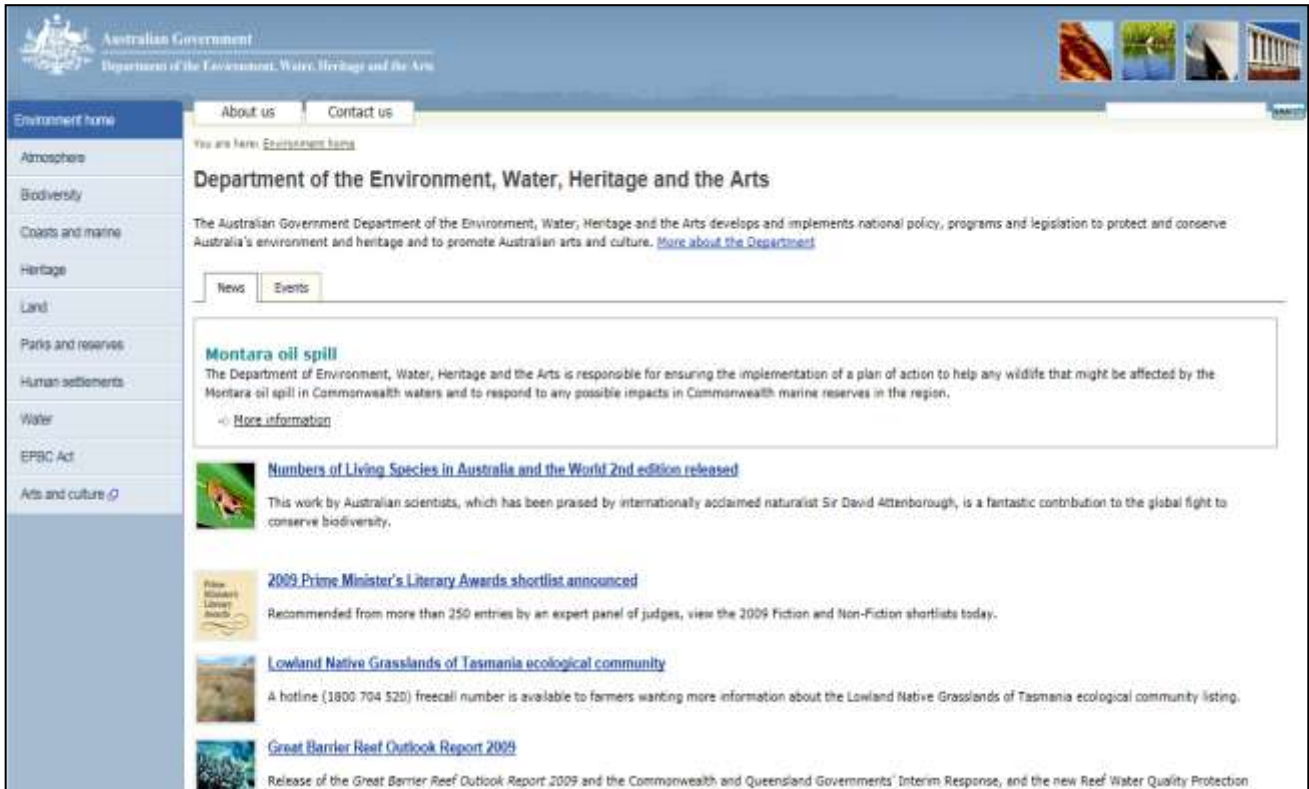 Australian Government
Department of the Environment, Water, Heritage and the Arts
Environment home
Atmosphere
Biodiversity
Coasts and marine
Heritage
Land
Parks and reserves
Human settlements
Water
EPBC Act
Arts and culture
About us
Contact us
You are here: Environment home
Department of the Environment, Water, Heritage and the Arts
The Australian Government Department of the Environment, Water, Heritage and the Arts develops and implements national policy, programs and legislation to protect and conserve
Australia's environment and heritage and to promote Australian arts and culture. More about the Department
News
Events
Montara oil spill
The Department of Environment, Water, Heritage and the Arts is responsible for ensuring the implementation of a plan of action to help any wildlife that might be affected by the
Montara oil spill in Commonwealth waters and to respond to any possible impacts in Commonwealth marine reserves in the region.
More information
Numbers of Living Species in Australia and the World 2nd edition released
This work by Australian scientists, which has been praised by internationally acclaimed naturalist Sir David Attenborough, is a fantastic contribution to the global fight to
conserve biodiversity.
Prime
Minister's
Literary
Awards
2009 Prime Minister's Literary Awards shortlist announced
Recommended from more than 250 entries by an expert panel of judges, view the 2009 Fiction and Non-Fiction shortlists today.
Lowland Native Grasslands of Tasmania ecological community
A hotline (1800 704 520) freecall number is available to farmers wanting more information about the Lowland Native Grasslands of Tasmania ecological community listing.
Great Barrier Reef Outlook Report 2009
Release of the Great Barrier Reef Outlook Report 2009 and the Commonwealth and Queensland Governments' Interim Response, and the new Reef Water Quality Protection